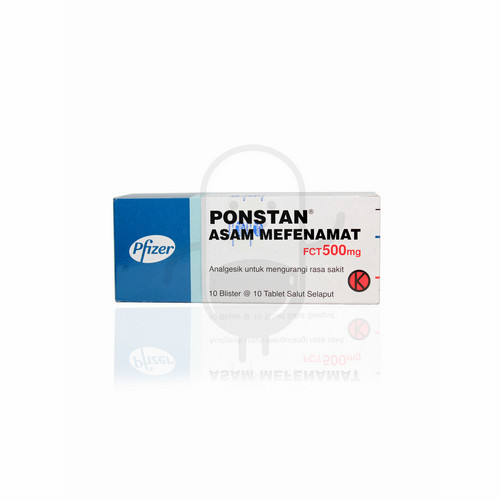 Pfizer
PONSTAN®
ASAM MEFENAMAT
FCT500mg
Analgesik untuk mengurangi rasa sakit
10 Blister @ 10 Tablet Salut Selaput
K